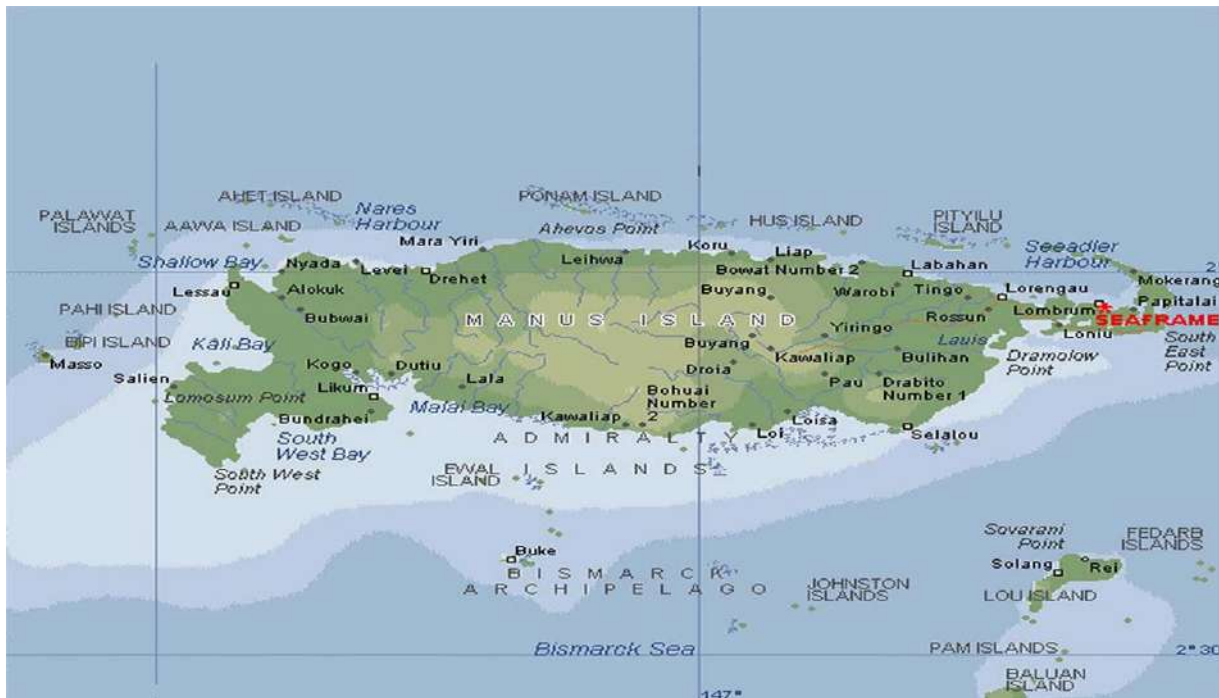 AHET ISLAND
PONAM ISLAND
PALAWAT
ISLANDS
Nares
Harbour
HUS ISLAND
PITYILU
ISLAND
AAWA ISLAND
Ahevos Point
Seeadler
Harbour
Mara Yiri
Koru
Liap
Shallow Bay
Nyada
Level
Drehet
Leihwa
Bowat Number 2
Labahan
Mokerang
2°
Lessau
Alokuk
Buyang
Warobi
Tingo
Lorengau
Papitalai
PAHI ISLAND
Bubwai
MANUS ISLAND
Rossun
Lombrum
SEAFRAME
BIPI ISLAND
Masso
Kali Bay
Buyang
Yiringo
Lauis
Loniu
South
East
Point
Kogo
Dutiu
Kawaliap
Bulihan
Dramolow
Point
Salien
Likum
Lala
Droia
Pau
Drabito
Number 1
Lomosum Point
Bundrahei
Malai Bay
Kawaliap
Bohuai
Number
2
Loisa
South
West Bay
Loi
Selalou
ADMIRALTY
ISLANDS
South West
Point
EWAL
ISLAND
Buke
BISMARCK
ARCHIPELAGO
Sovarani
Point
FEDARB
ISLANDS
Solang
Rei
JOHNSTON
ISLANDS
LOU ISLAND
Bismarck Sea
PAM ISLANDS
2° 30
BALUAN
ISLAND
147°